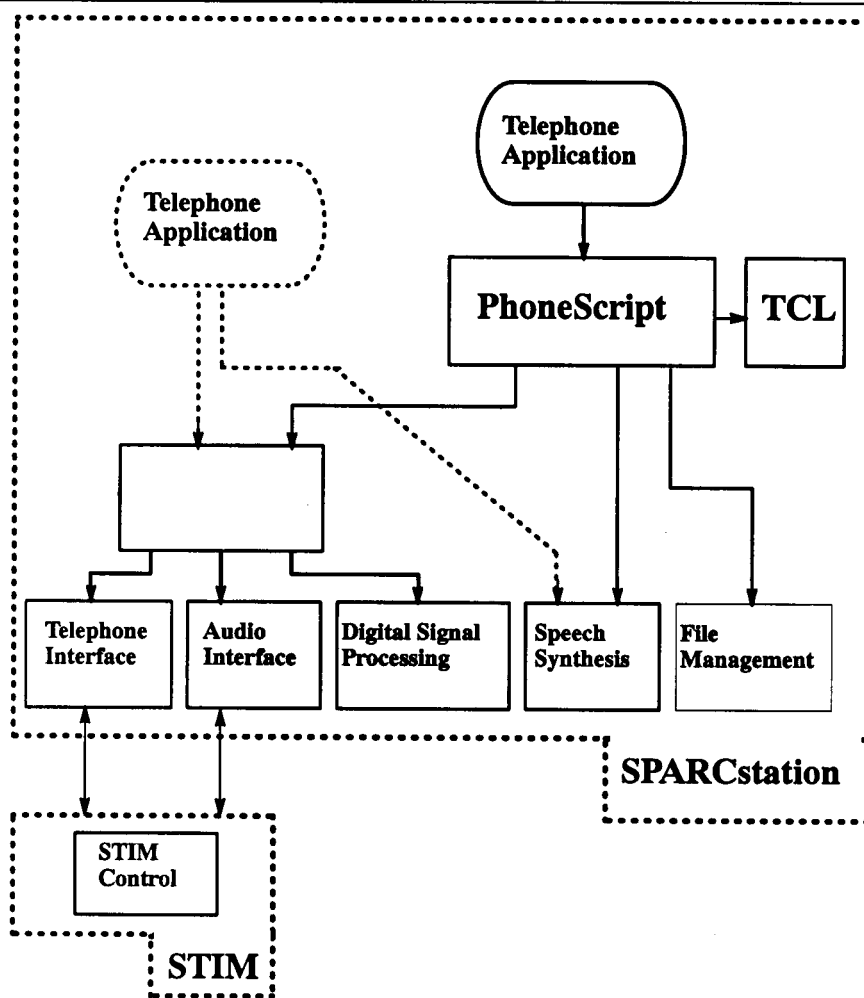 Telephone
Application
Telephone
Application
PhoneScript
TCL
Telephone
Interface
Audio
Interface
Digital Signal
Processing
Speech
Synthesis
File
Management
SPARCstation
STIM
Control
STIM